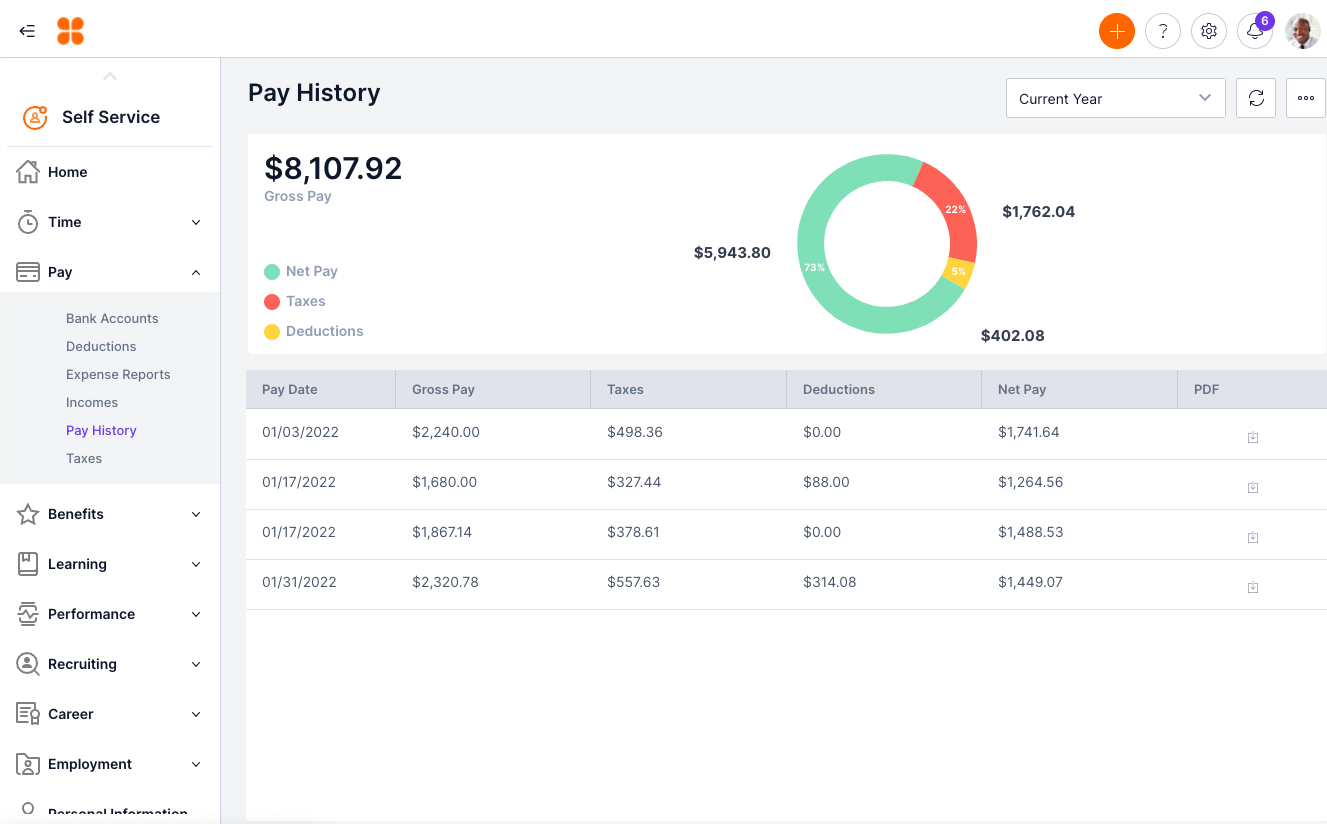 6
Pay History
Current Year
Self Service
Home
Time
Pay
Bank Accounts
Deductions
Expense Reports
Incomes
Pay History
Taxes
Benefits
Learning
Performance
Recruiting
Career
Employment
Personal Information
$8,107.92
Gross Pay
Net Pay
Taxes
Deductions
$5,943.80
73%
22%
5%
$1,762.04
$402.08
Pay Date Gross Pay Taxes Deductions Net Pay PDF
01/03/2022 $2,240.00 $498.36 $0.00 $1,741.64
01/17/2022 $1,680.00 $327.44 $88.00 $1,264.56
01/17/2022 $1,867.14 $378.61 $0.00 $1,488.53
01/31/2022 $2,320.78 $557.63 $314.08 $1,449.07